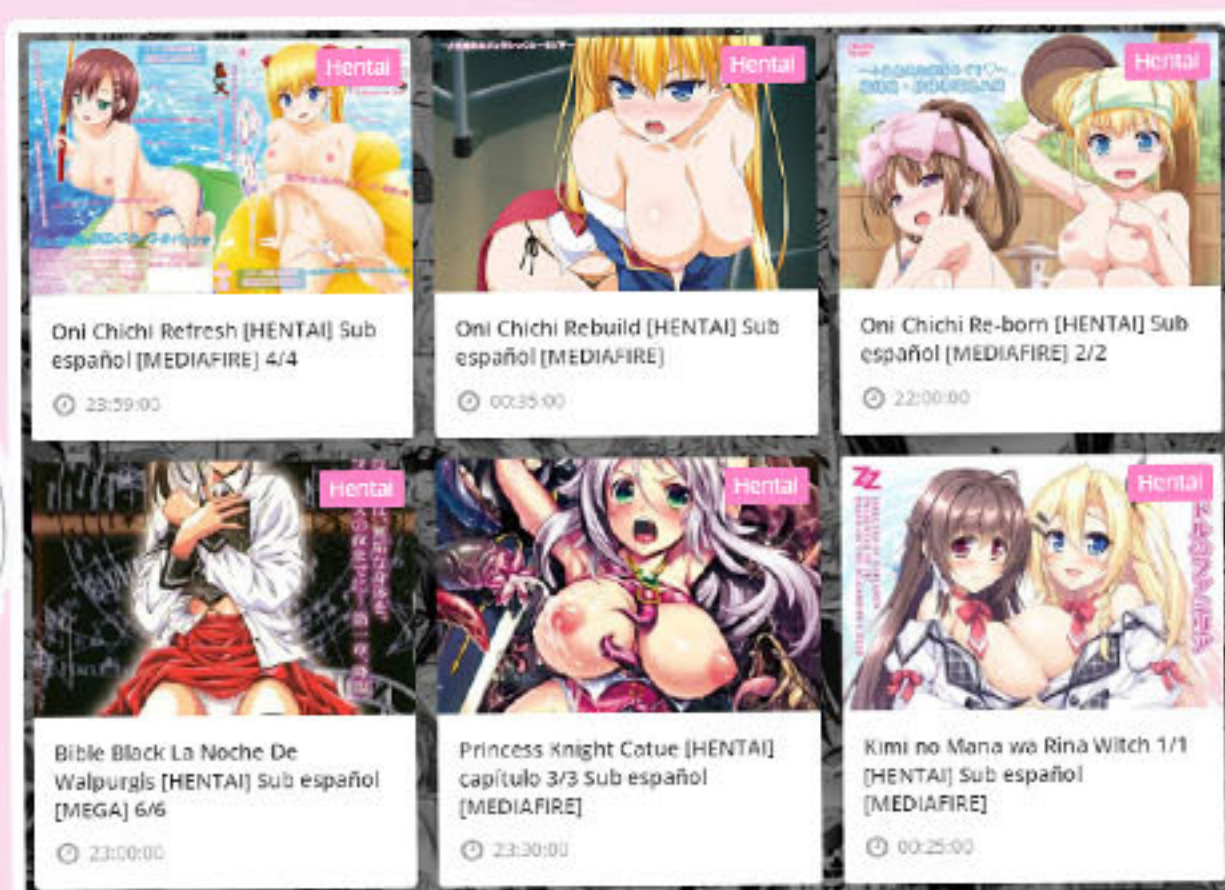 Hentai
Oni Chichi Refresh [HENTAI] Sub
español [MEDIAFIRE] 4/4
23:59:00
Hentai
Oni Chichi Rebuild [HENTAI] Sub
español [MEDIAFIRE]
00:35:00
Hentai
Oni Chichi Re-born [HENTAI] Sub
español [MEDIAFIRE] 2/2
22:00:00
Hentai
Bible Black La Noche De
Walpurgis [HENTAI] Sub español
[MEGA] 6/6
23:00:00
Hentai
Princess Knight Catue [HENTAI]
capítulo 3/3 Sub español
[MEDIAFIRE]
23:30:00
Hentai
Kimi no Mana wa Rina Witch 1/1
[HENTAI] Sub español
[MEDIAFIRE]
00:25:00